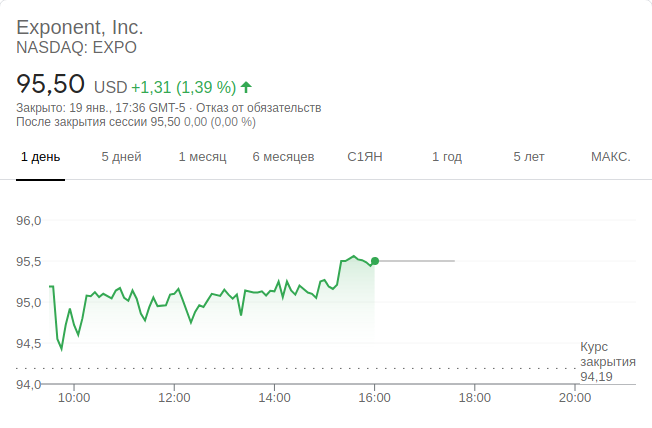 Exponent, Inc.
NASDAQ: EXPO
95,50 USD +1,31 (1,39 %)
Закрыто: 19 янв., 17:36 GMT-5 · Отказ от обязательств
После закрытия сессии 95,50 0,00 (0,00 %)
1 день 5 дней 1 месяц 6 месяцев С1ЯН 1 год 5 лет МАКС.
96,0
95,5
95,0
94,5
Курс
закрытия
94,19
94,0
10:00 12:00 14:00 16:00 18:00 20:00